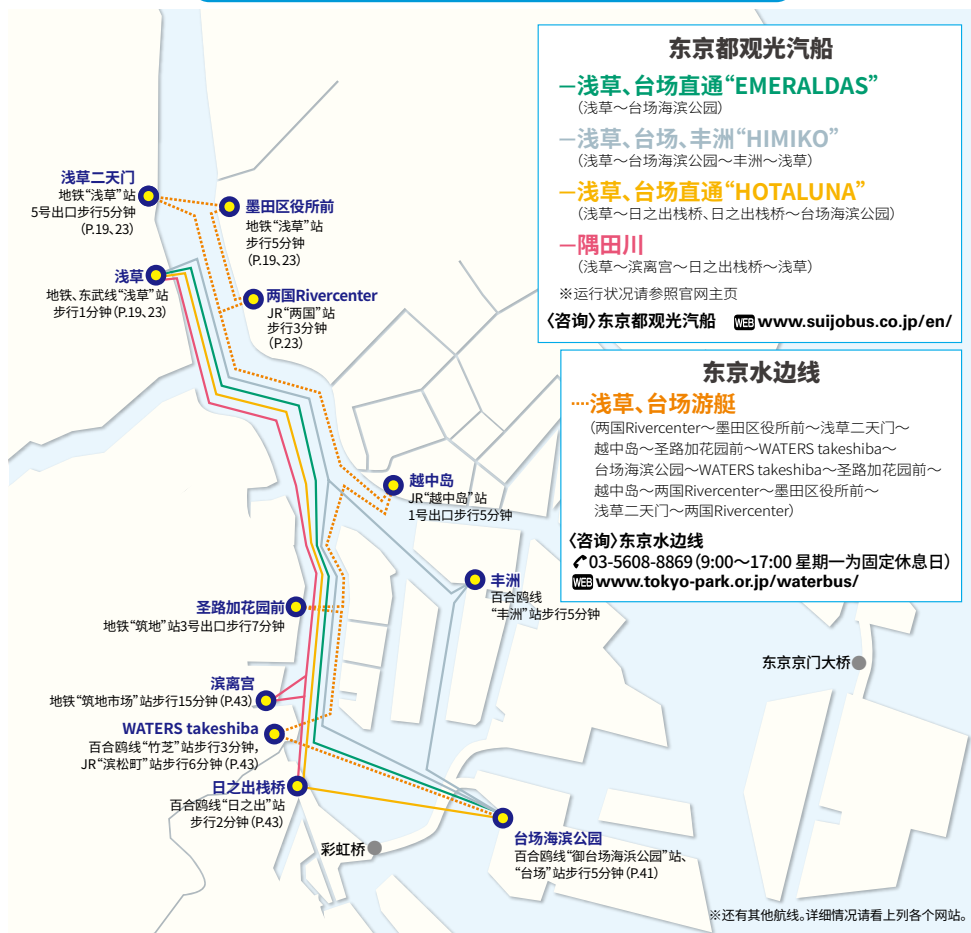 东京都观光汽船
浅草、台场直通“EMERALDAS”
（浅草～台场海滨公园）
浅草、台场、丰洲“HIMIKO”
（浅草～台场海滨公园～丰洲～浅草）
浅草、台场直通“HOTALUNA”
（浅草～日之出栈桥、日之出栈桥～台场海滨公园）
隅田川
（浅草～滨离宫～日之出栈桥～浅草）
※运行状况请参照官网主页
〈咨询〉东京都观光汽船 WEB www.suijobus.co.jp/en/
东京水边线
浅草、台场游艇
（两国Rivercenter～墨田区役所前～浅草二天门～
越中岛～圣路加花园前～WATERS takeshiba～
台场海滨公园～WATERS takeshiba～圣路加花园前～
越中岛～两国Rivercenter～墨田区役所前～
浅草二天门～两国Rivercenter）
〈咨询〉东京水边线
03-5608-8869（9:00～17:00 星期一为固定休息日）
WEB www.tokyo-park.or.jp/waterbus/
浅草二天门
地铁“浅草”站
5号出口步行5分钟
（P.19、23）
墨田区役所前
地铁“浅草”站
步行5分钟
（P.19、23）
浅草
地铁、东武线“浅草”站
步行1分钟（P.19、23）
两国Rivercenter
JR“两国”站
步行3分钟
（P.23）
越中岛
JR“越中岛”站
1号出口步行5分钟
丰洲
百合鸥线
“丰洲”站步行5分钟
圣路加花园前
地铁“筑地”站3号出口步行7分钟
东京京门大桥
滨离宫
地铁“筑地市场”站步行15分钟（P.43）
WATERS takeshiba
百合鸥线“竹芝”站步行3分钟，
JR“滨松町”站步行6分钟（P.43）
日之出栈桥
百合鸥线“日之出”站
步行2分钟（P.43）
彩虹桥
台场海滨公园
百合鸥线“御台场海浜公园”站、
“台场”站步行5分钟（P.41）
※还有其他航线。详细情况请看上列各个网站。